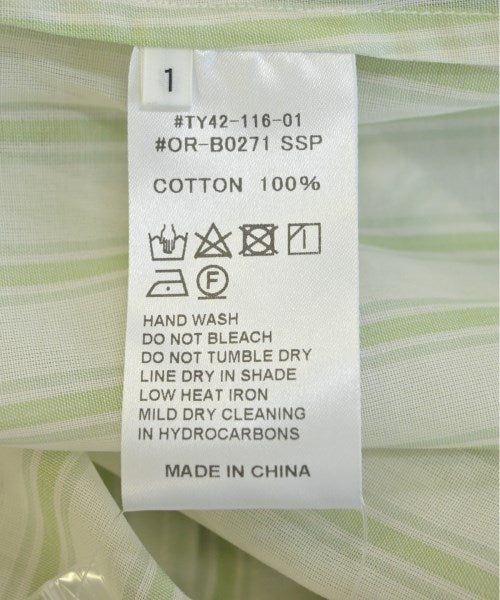 1
#TY42-116-01
#OR-B0271 SSP
COTTON 100%
F
HAND WASH
DO NOT BLEACH
DO NOT TUMBLE DRY
LINE DRY IN SHADE
LOW HEAT IRON
MILD DRY CLEANING
IN HYDROCARBONS
MADE IN CHINA